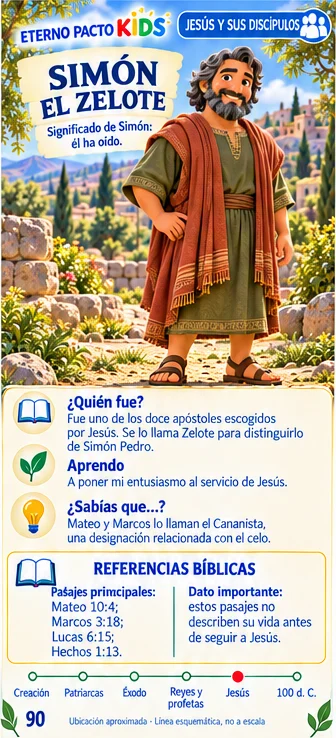 ETERNO PACTO KIDS
JESÚS Y SUS DISCÍPULOS
SIMÓN
EL ZELOTE
Significado de Simón:
él ha oído.
¿Quién fue?
Fue uno de los doce apóstoles escogidos
por Jesús. Se lo llama Zelote para distinguirlo
de Simón Pedro.
Aprendo
A poner mi entusiasmo al servicio de Jesús.
¿Sabías que...?
Mateo y Marcos lo llaman el Cananista,
una designación relacionada con el celo.
REFERENCIAS BÍBLICAS
Pasajes principales:
Mateo 10:4;
Marcos 3:18;
Lucas 6:15;
Hechos 1:13.
Dato importante:
estos pasajes no
describen su vida antes
de seguir a Jesús.
Creación
Patriarcas
Éxodo
Reyes y
profetas
Jesús
100 d. C.
90
Ubicación aproximada · Línea esquemática, no a escala